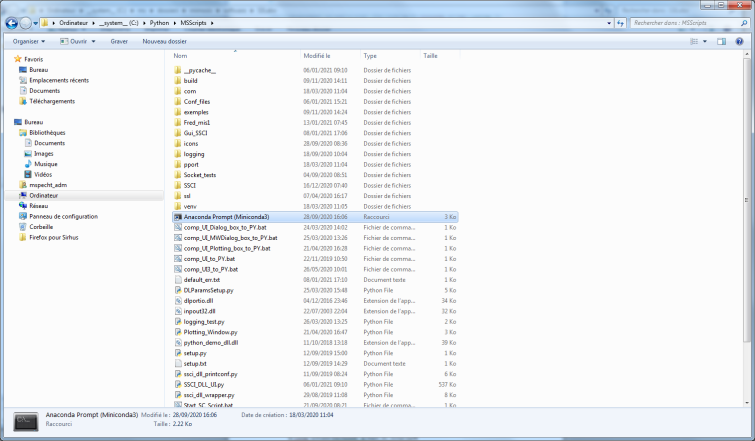 Ordinateur ▸ __system__ (C:) ▸ Python ▸ MSScripts
Rechercher dans : MSScripts
Organiser Ouvrir Graver Nouveau dossier
Nom Modifié le Type Taille
Favoris
Bureau
Emplacements récents
Documents
Téléchargements
Bureau
Bibliothèques
Documents
Images
Musique
Vidéos
mspecht_adm
Ordinateur
Réseau
Panneau de configuration
Corbeille
Firefox pour Sirhus
__pycache__ 06/01/2021 09:10 Dossier de fichiers
build 09/11/2020 14:11 Dossier de fichiers
com 18/03/2020 11:04 Dossier de fichiers
Conf_files 06/01/2021 15:21 Dossier de fichiers
exemples 09/11/2020 14:24 Dossier de fichiers
Fred_mis1 13/01/2021 07:45 Dossier de fichiers
Gui_SSCI 08/01/2021 17:06 Dossier de fichiers
icons 28/09/2020 08:36 Dossier de fichiers
logging 18/09/2020 10:04 Dossier de fichiers
pport 18/03/2020 11:04 Dossier de fichiers
Socket_tests 04/09/2020 08:51 Dossier de fichiers
SSCI 16/12/2020 07:40 Dossier de fichiers
ssl 07/04/2020 16:17 Dossier de fichiers
venv 18/03/2020 11:05 Dossier de fichiers
Anaconda Prompt (Miniconda3) 28/09/2020 16:06 Raccourci 3 Ko
comp_UI_Dialog_box_to_PY.bat 24/03/2020 14:02 Fichier de comma... 1 Ko
comp_UI_MWDialog_box_to_PY.bat 25/03/2020 13:26 Fichier de comma... 1 Ko
comp_UI_Plotting_box_to_PY.bat 21/04/2020 16:28 Fichier de comma... 1 Ko
comp_UI_to_PY.bat 22/11/2019 10:50 Fichier de comma... 1 Ko
comp_UI3_to_PY.bat 26/05/2020 10:01 Fichier de comma... 1 Ko
default_err.txt 08/01/2021 17:10 Document texte 1 Ko
DLParamsSetup.py 25/03/2020 15:48 Python File 5 Ko
dlportio.dll 04/12/2016 23:46 Extension de l'app... 34 Ko
inpout32.dll 22/07/2003 22:04 Extension de l'app... 32 Ko
logging_test.py 26/03/2020 13:25 Python File 2 Ko
Plotting_Window.py 21/04/2020 16:47 Python File 3 Ko
python_demo_dll.dll 11/10/2018 13:18 Extension de l'app... 39 Ko
setup.py 12/09/2019 15:00 Python File 1 Ko
setup.txt 12/09/2019 14:23 Document texte 1 Ko
ssci_dll_printconf.py 11/09/2019 08:24 Python File 6 Ko
SSCI_DLL_UI.py 06/01/2021 09:10 Python File 537 Ko
ssci_dll_wrapper.py 29/08/2019 11:08 Python File 8 Ko
Start_SC_Script.bat 21/09/2020 08:21 Fichier de comma... 1 Ko
Anaconda Prompt (Miniconda3) Modifié le : 28/09/2020 16:06 Date de création : 18/03/2020 11:04
Raccourci Taille : 2,22 Ko